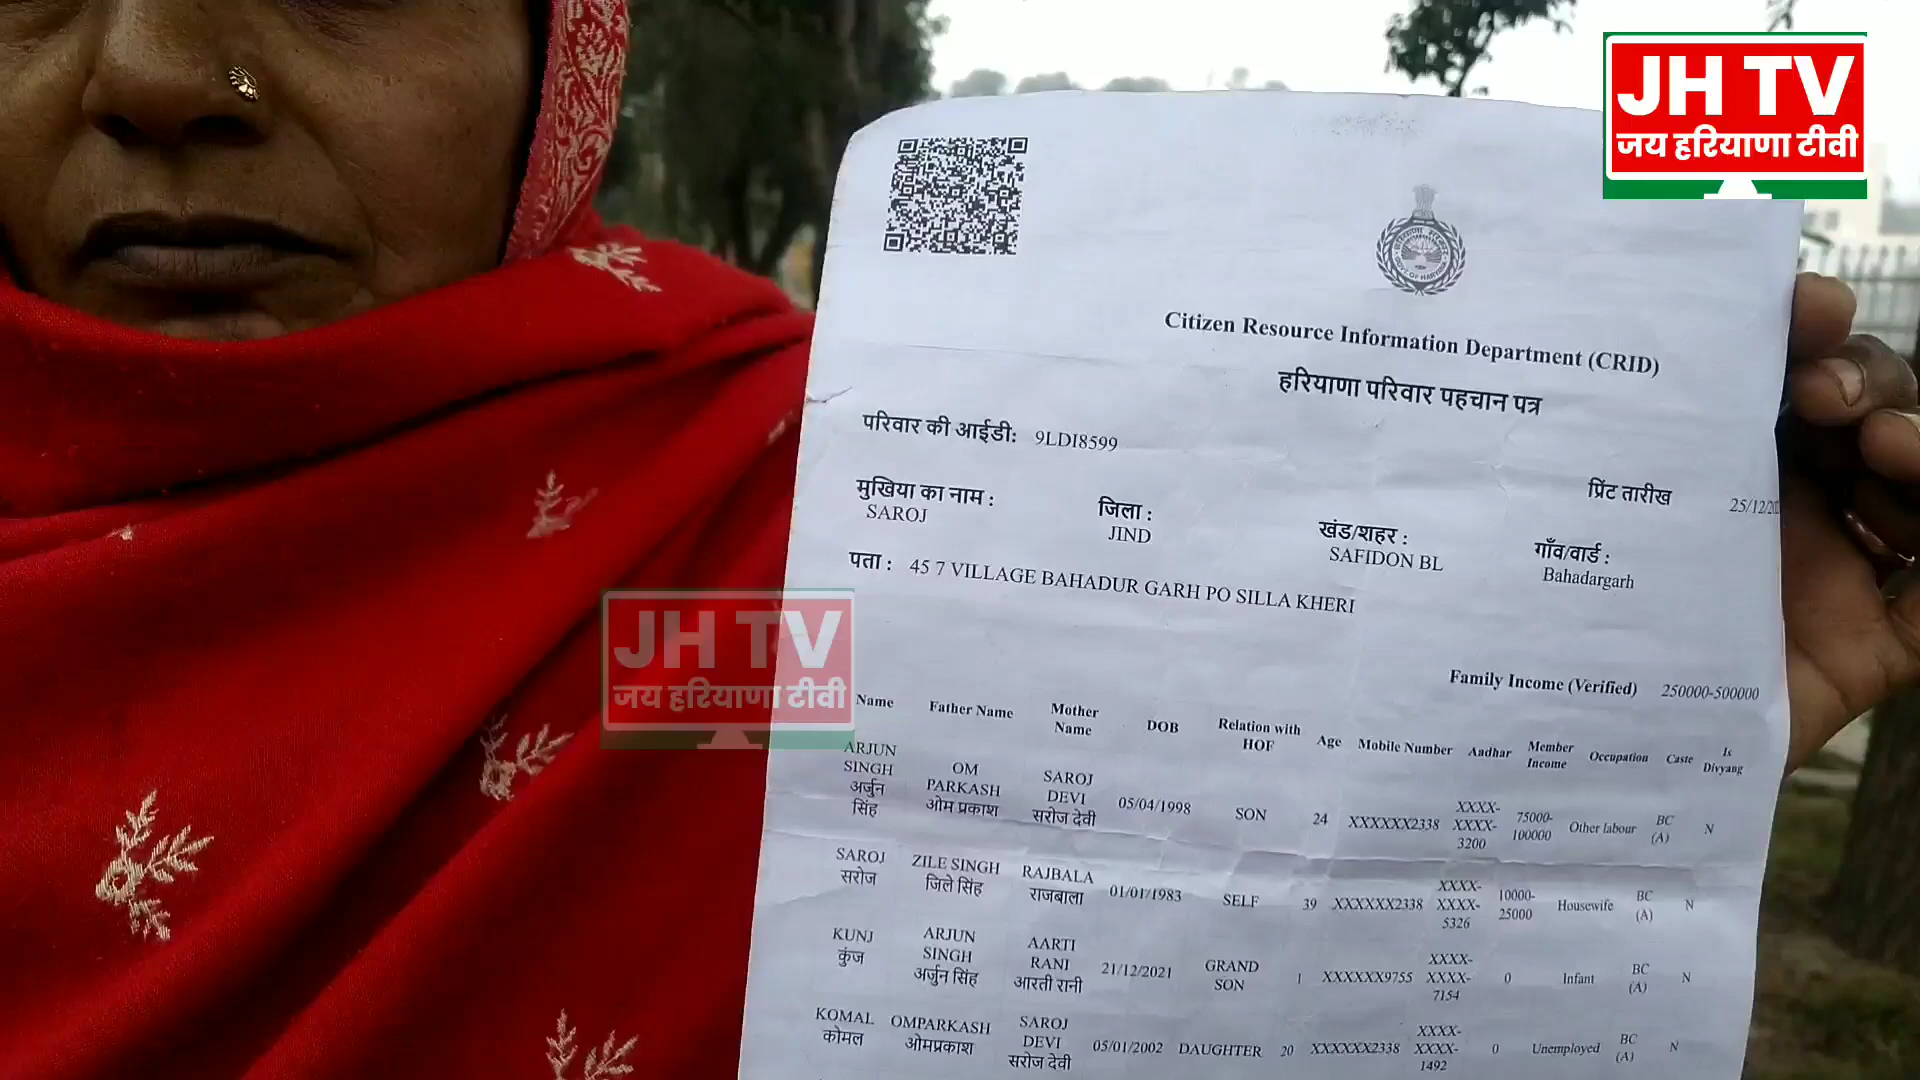 JH TV
जय हरियाणा टीवी
Citizen Resource Information Department (CRID)
हरियाणा परिवार पहचान पत्र
परिवार की आईडी: 9LDI8599
प्रिंट तारीख 25/12/202
मुखिया का नाम : जिला : खंड/शहर : गाँव/वार्ड :
SAROJ JIND SAFIDON BL Bahadargarh
पता : 45 7 VILLAGE BAHADUR GARH PO SILLA KHERI
Family Income (Verified) 250000-500000
JH TV
जय हरियाणा टीवी
Name Father Name Mother Name DOB Relation with HOF Age Mobile Number Aadhar Member Income Occupation Caste Is Divyang
ARJUN SINGH अर्जुन सिंह OM PARKASH ओम प्रकाश SAROJ DEVI सरोज देवी 05/04/1998 SON 24 XXXXXX2338 XXXX-XXXX-3200 75000-100000 Other labour BC (A) N
SAROJ सरोज ZILE SINGH जिले सिंह RAJBALA राजबाला 01/01/1983 SELF 39 XXXXXX2338 XXXX-XXXX-5326 10000-25000 Housewife BC (A) N
KUNJ कुंज ARJUN SINGH अर्जुन सिंह AARTI RANI आरती रानी 21/12/2021 GRAND SON 1 XXXXXX9755 XXXX-XXXX-7154 0 Infant BC (A) N
KOMAL कोमल OMPARKASH ओमप्रकाश SAROJ DEVI सरोज देवी 05/01/2002 DAUGHTER 20 XXXXXX2338 XXXX-XXXX-1492 0 Unemployed BC (A) N